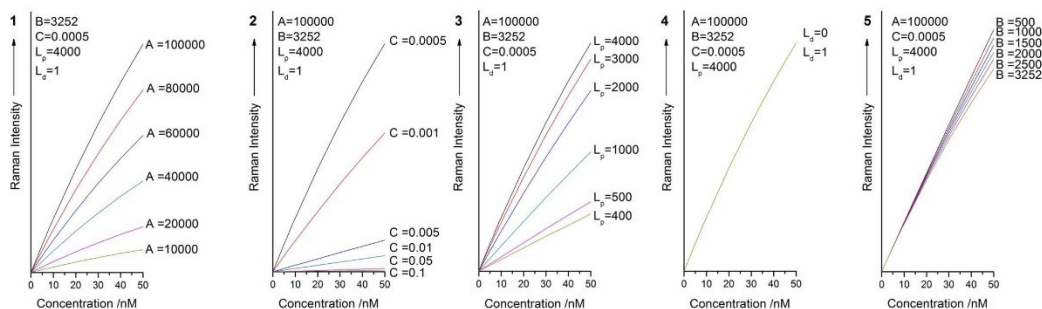 1
B=3252
C=0.0005
Lp=4000
Ld=1
A =100000
A =80000
A =60000
A =40000
A =20000
A =10000
Raman Intensity
0 10 20 30 40 50
Concentration /nM
2
A=100000
B=3252
Lp=4000
Ld=1
C =0.0005
C =0.001
C =0.005
C =0.01
C =0.05
C =0.1
Raman Intensity
0 10 20 30 40 50
Concentration /nM
3
A=100000
B=3252
C=0.0005
Ld=1
Lp=4000
Lp=3000
Lp=2000
Lp=1000
Lp=500
Lp=400
Raman Intensity
0 10 20 30 40 50
Concentration /nM
4
A=100000
B=3252
C=0.0005
Lp=4000
Ld=0
Ld=1
Raman Intensity
0 10 20 30 40 50
Concentration /nM
5
A=100000
C=0.0005
Lp=4000
Ld=1
B =500
B =1000
B =1500
B =2000
B =2500
B =3252
Raman Intensity
0 10 20 30 40 50
Concentration /nM